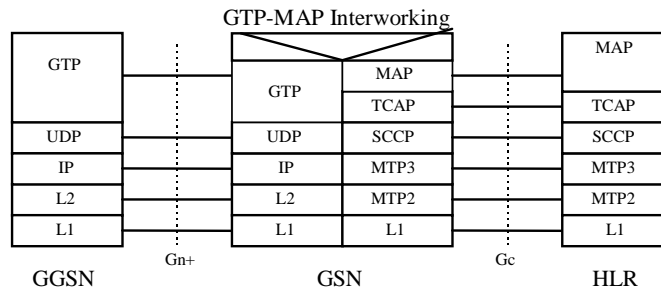 GTP-MAP Interworking
GTP
GTP
MAP
MAP
TCAP
TCAP
UDP
UDP
SCCP
SCCP
IP
IP
MTP3
MTP3
L2
L2
MTP2
MTP2
L1
L1
L1
L1
Gn+
Gc
GGSN
GSN
HLR